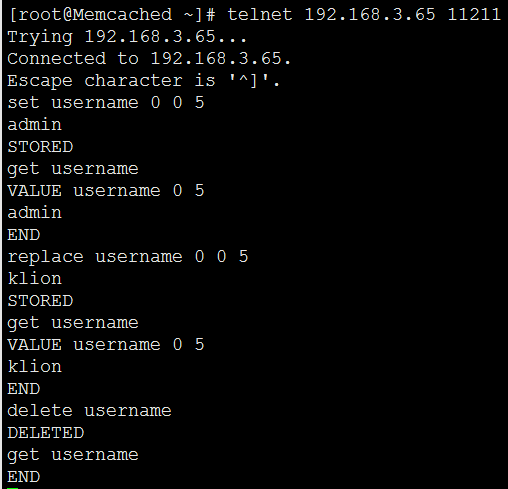 [root@Memcached ~]# telnet 192.168.3.65 11211
Trying 192.168.3.65...
Connected to 192.168.3.65.
Escape character is '^]'.
set username 0 0 5
admin
STORED
get username
VALUE username 0 5
admin
END
replace username 0 0 5
klion
STORED
get username
VALUE username 0 5
klion
END
delete username
DELETED
get username
END